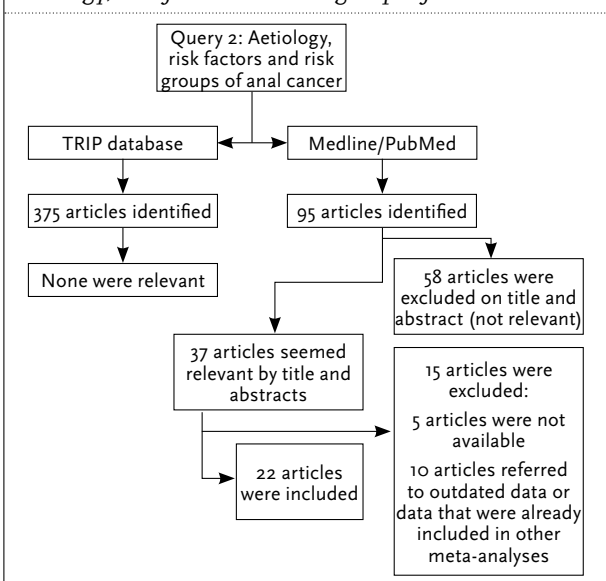 Query 2: Aetiology,
risk factors and risk
groups of anal cancer
TRIP database
Medline/PubMed
375 articles identified
95 articles identified
None were relevant
58 articles were
excluded on title and
abstract (not relevant)
37 articles seemed
relevant by title and
abstracts
15 articles were
excluded:
5 articles were not
available
10 articles referred
to outdated data or
data that were already
included in other
meta-analyses
22 articles
were included